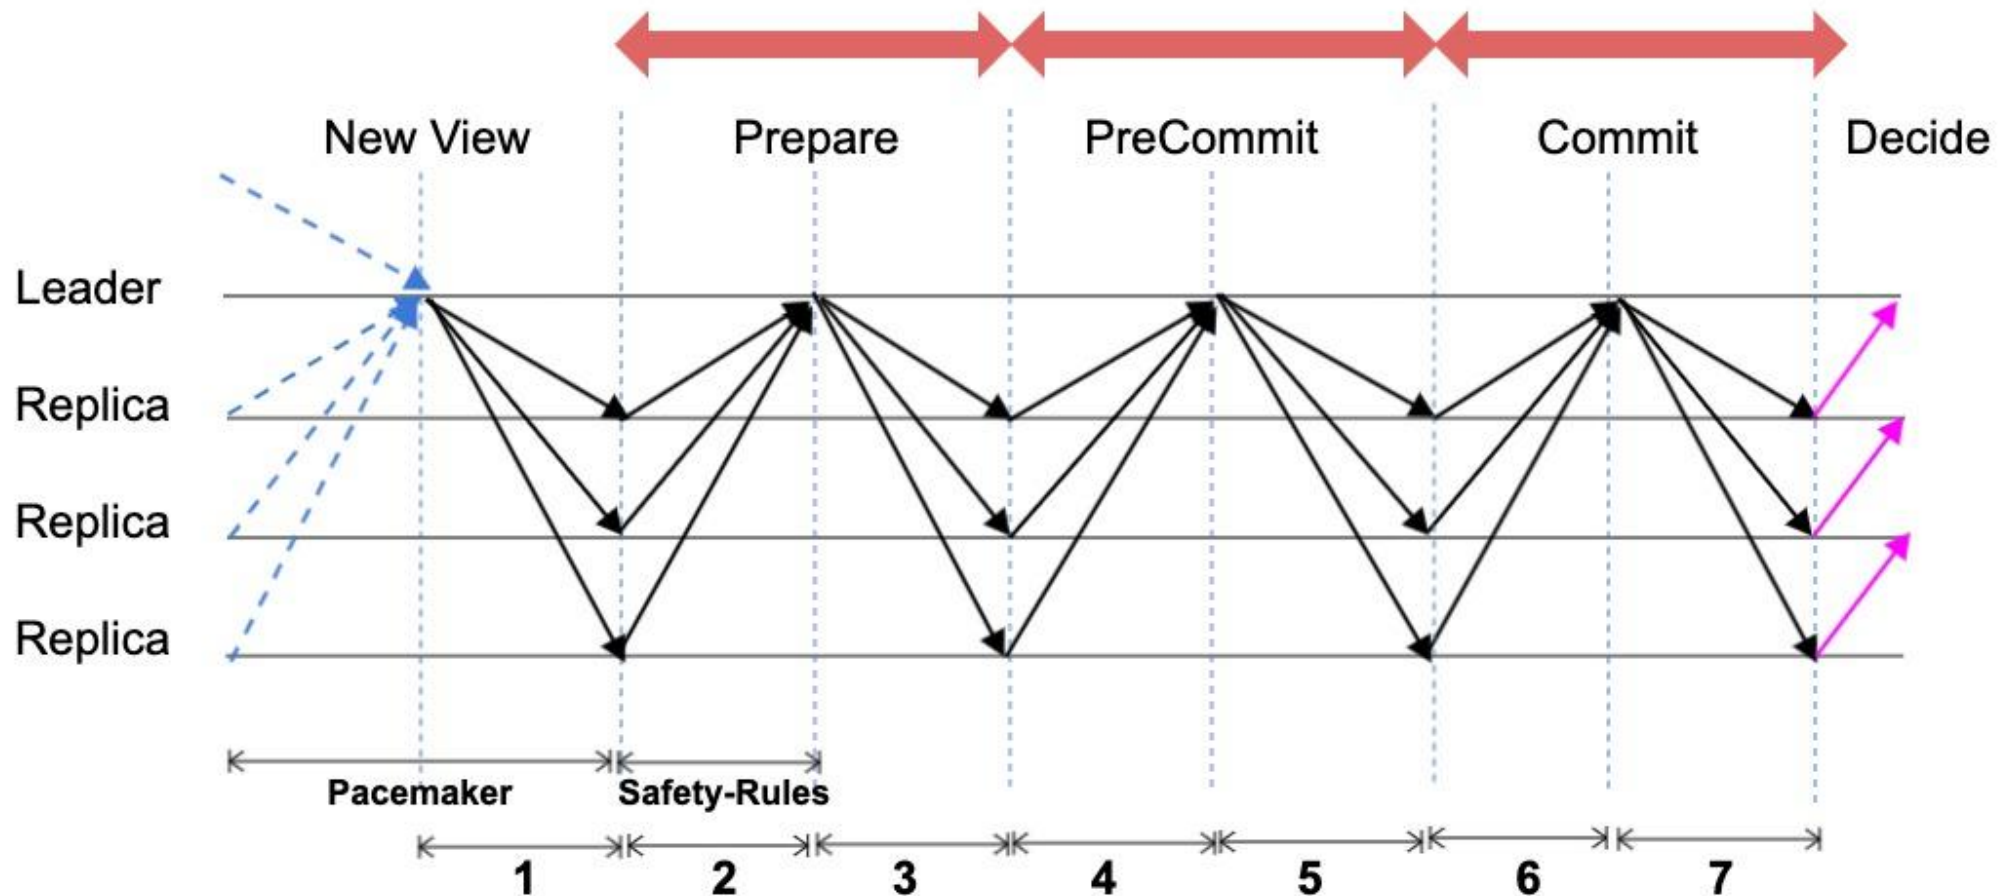 New View
Prepare
PreCommit
Commit
Decide
Leader
Replica
Replica
Replica
Pacemaker
Safety-Rules
1
2
3
4
5
6
7